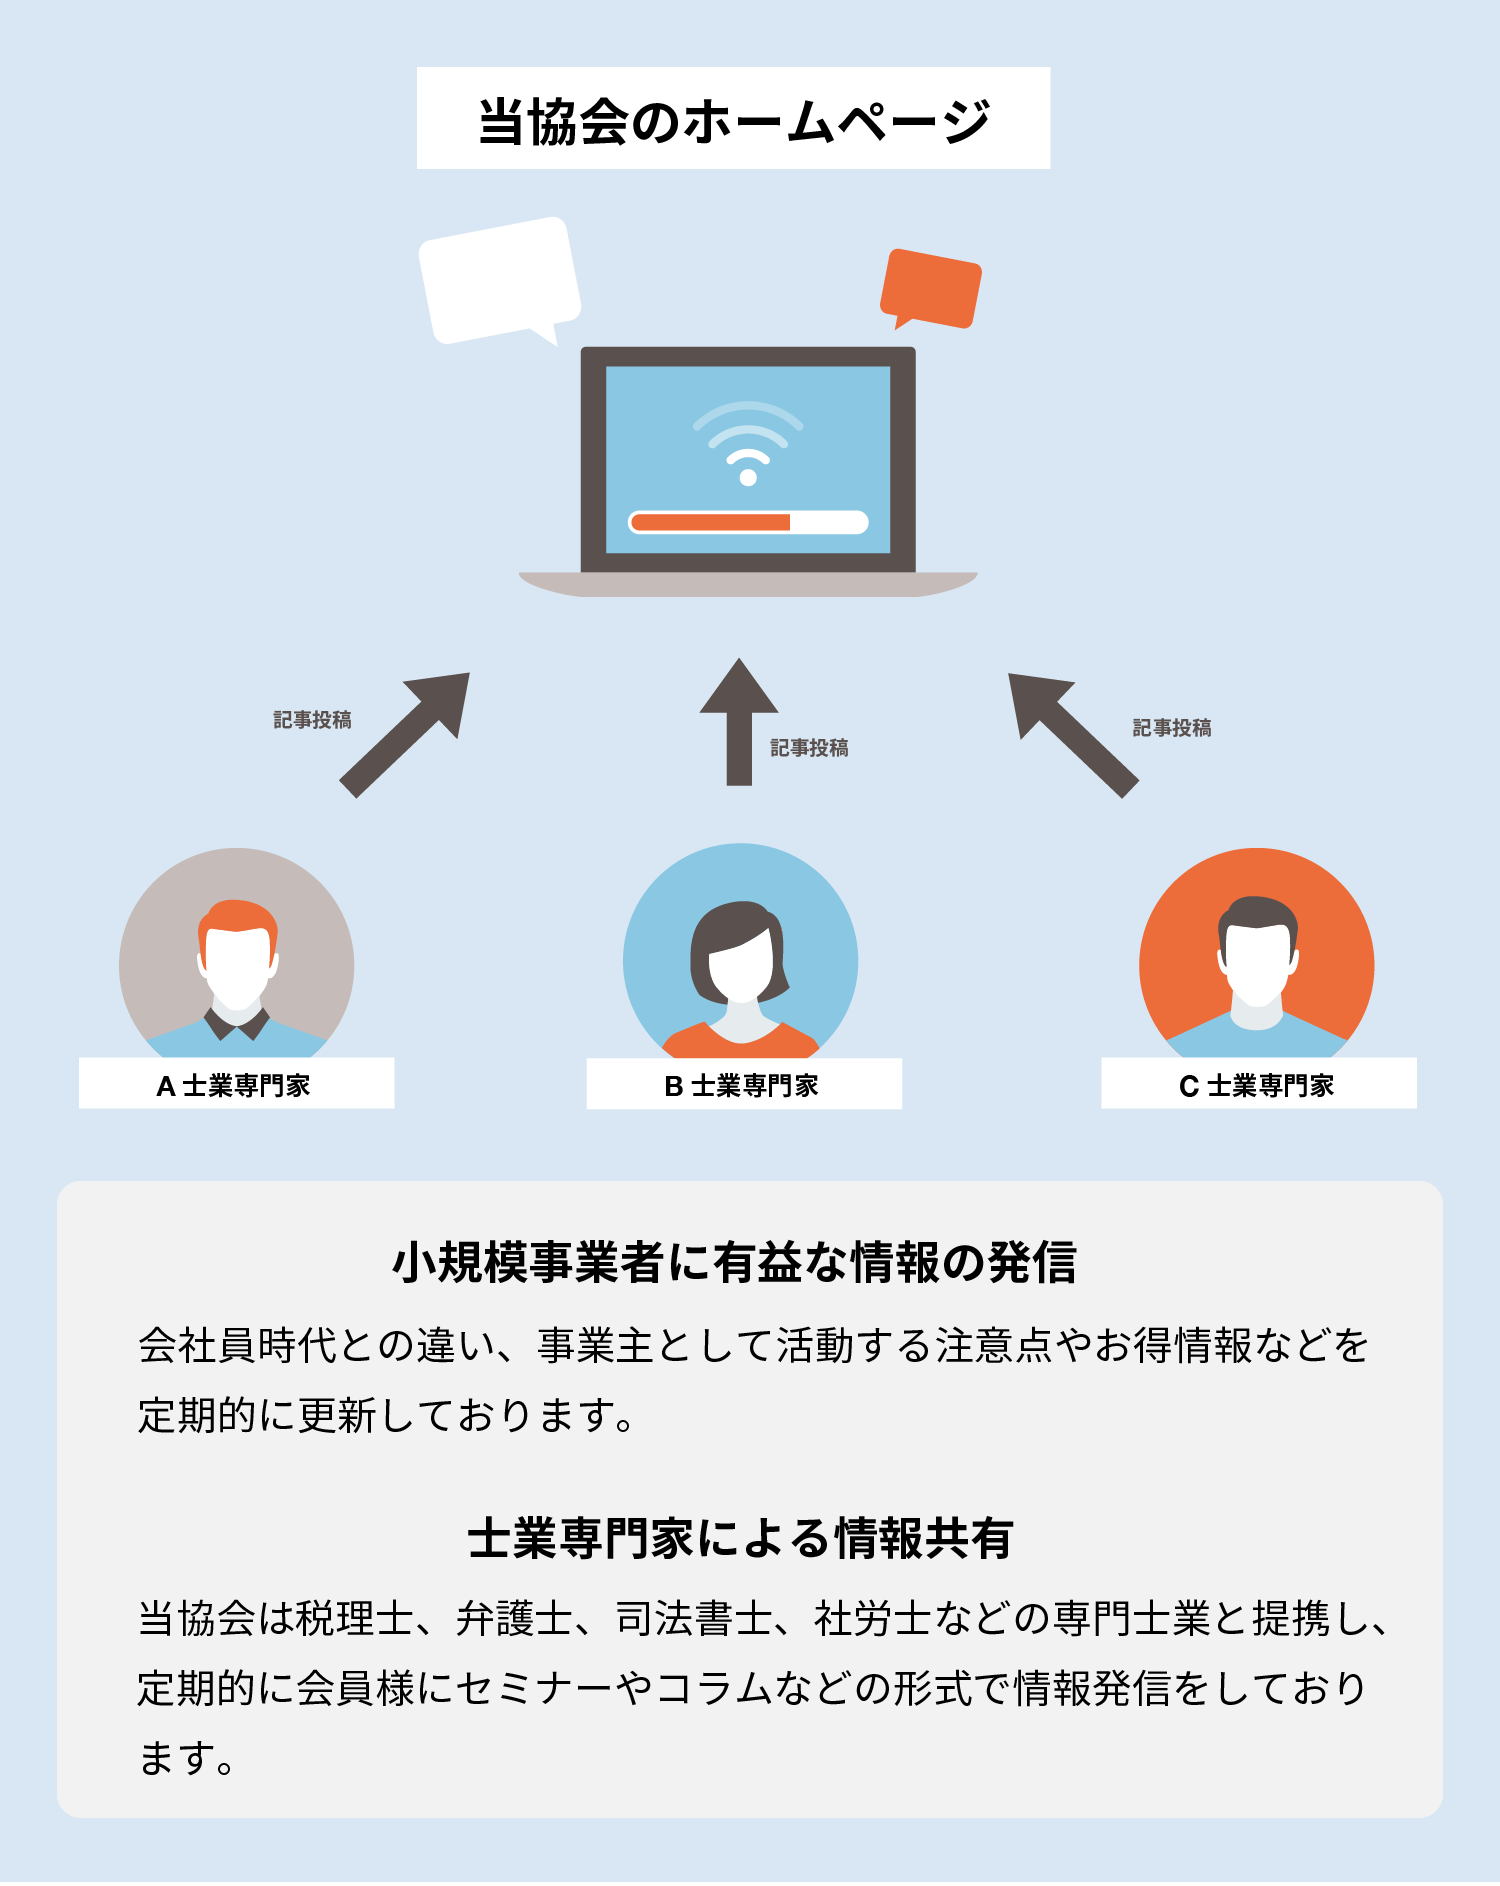 当協会のホームページ
記事投稿
記事投稿
記事投稿
A 士業専門家
B 士業専門家
C 士業専門家
小規模事業者に有益な情報の発信
会社員時代との違い、事業主として活動する注意点やお得情報などを
定期的に更新しております。
士業専門家による情報共有
当協会は税理士、弁護士、司法書士、社労士などの専門士業と提携し、
定期的に会員様にセミナーやコラムなどの形式で情報発信をしており
ます。